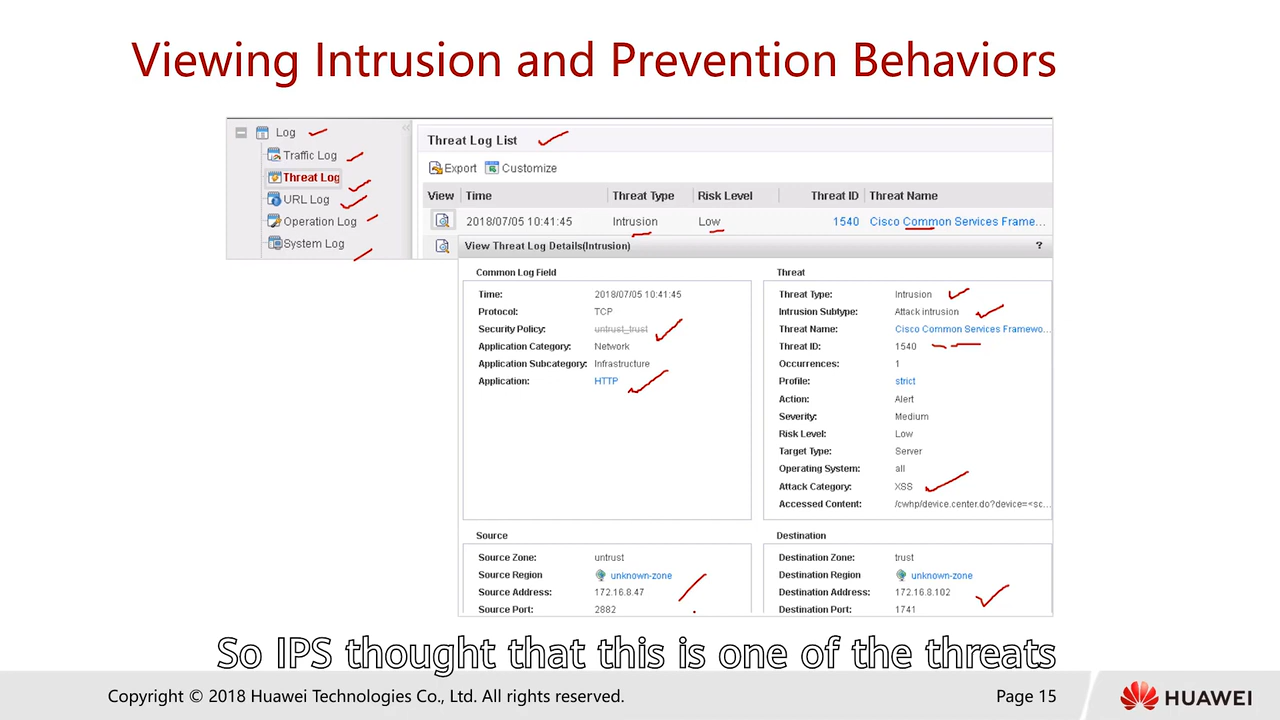 Viewing Intrusion and Prevention Behaviors
Log
Traffic Log
Threat Log
URL Log
Operation Log
System Log
Threat Log List
Export Customize
View Time Threat Type Risk Level Threat ID Threat Name
2018/07/05 10:41:45 Intrusion Low 1540 Cisco Common Services Frame...
View Threat Log Details(Intrusion) ?
Common Log Field
Time: 2018/07/05 10:41:45
Protocol: TCP
Security Policy: untrust_trust
Application Category: Network
Application Subcategory: Infrastructure
Application: HTTP
Threat
Threat Type: Intrusion
Intrusion Subtype: Attack intrusion
Threat Name: Cisco Common Services Framewo...
Threat ID: 1540
Occurrences: 1
Profile: strict
Action: Alert
Severity: Medium
Risk Level: Low
Target Type: Server
Operating System: all
Attack Category: XSS
Accessed Content: /cwhp/device.center.do?device=<sc...
Source
Source Zone: untrust
Source Region unknown-zone
Source Address: 172.16.8.47
Source Port: 2882
Destination
Destination Zone: trust
Destination Region unknown-zone
Destination Address: 172.16.8.102
Destination Port: 1741
So IPS thought that this is one of the threats
Copyright © 2018 Huawei Technologies Co., Ltd. All rights reserved.
Page 15
HUAWEI